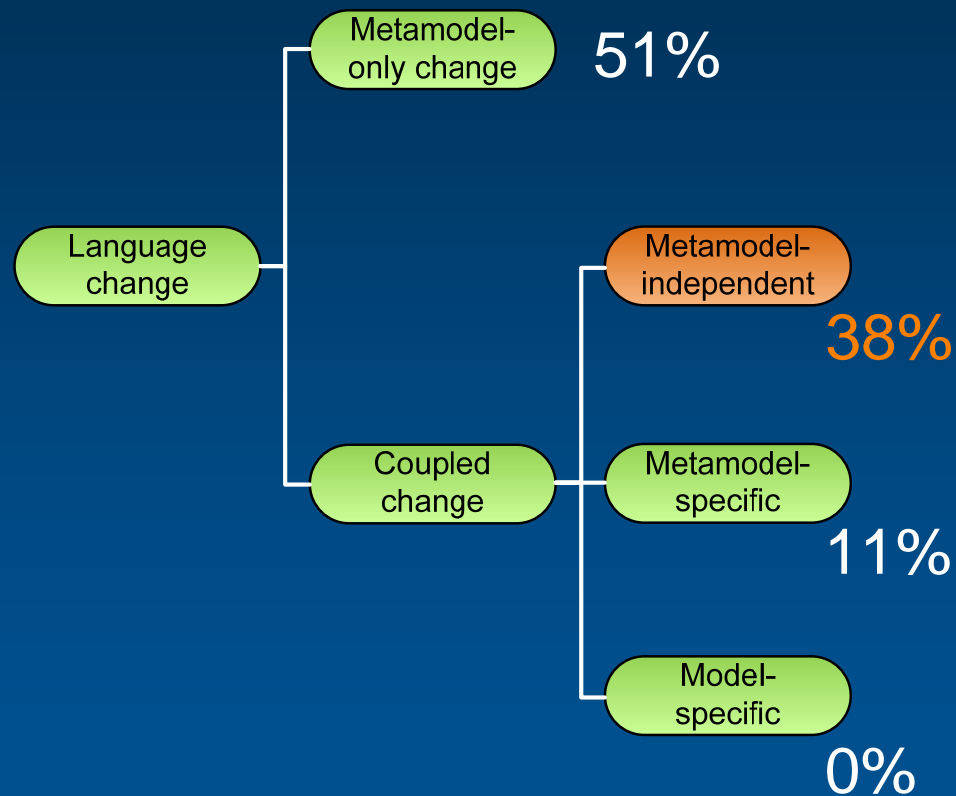 Metamodel-
only change
51%
Language
change
Metamodel-
independent
38%
Coupled
change
Metamodel-
specific
11%
Model-
specific
0%